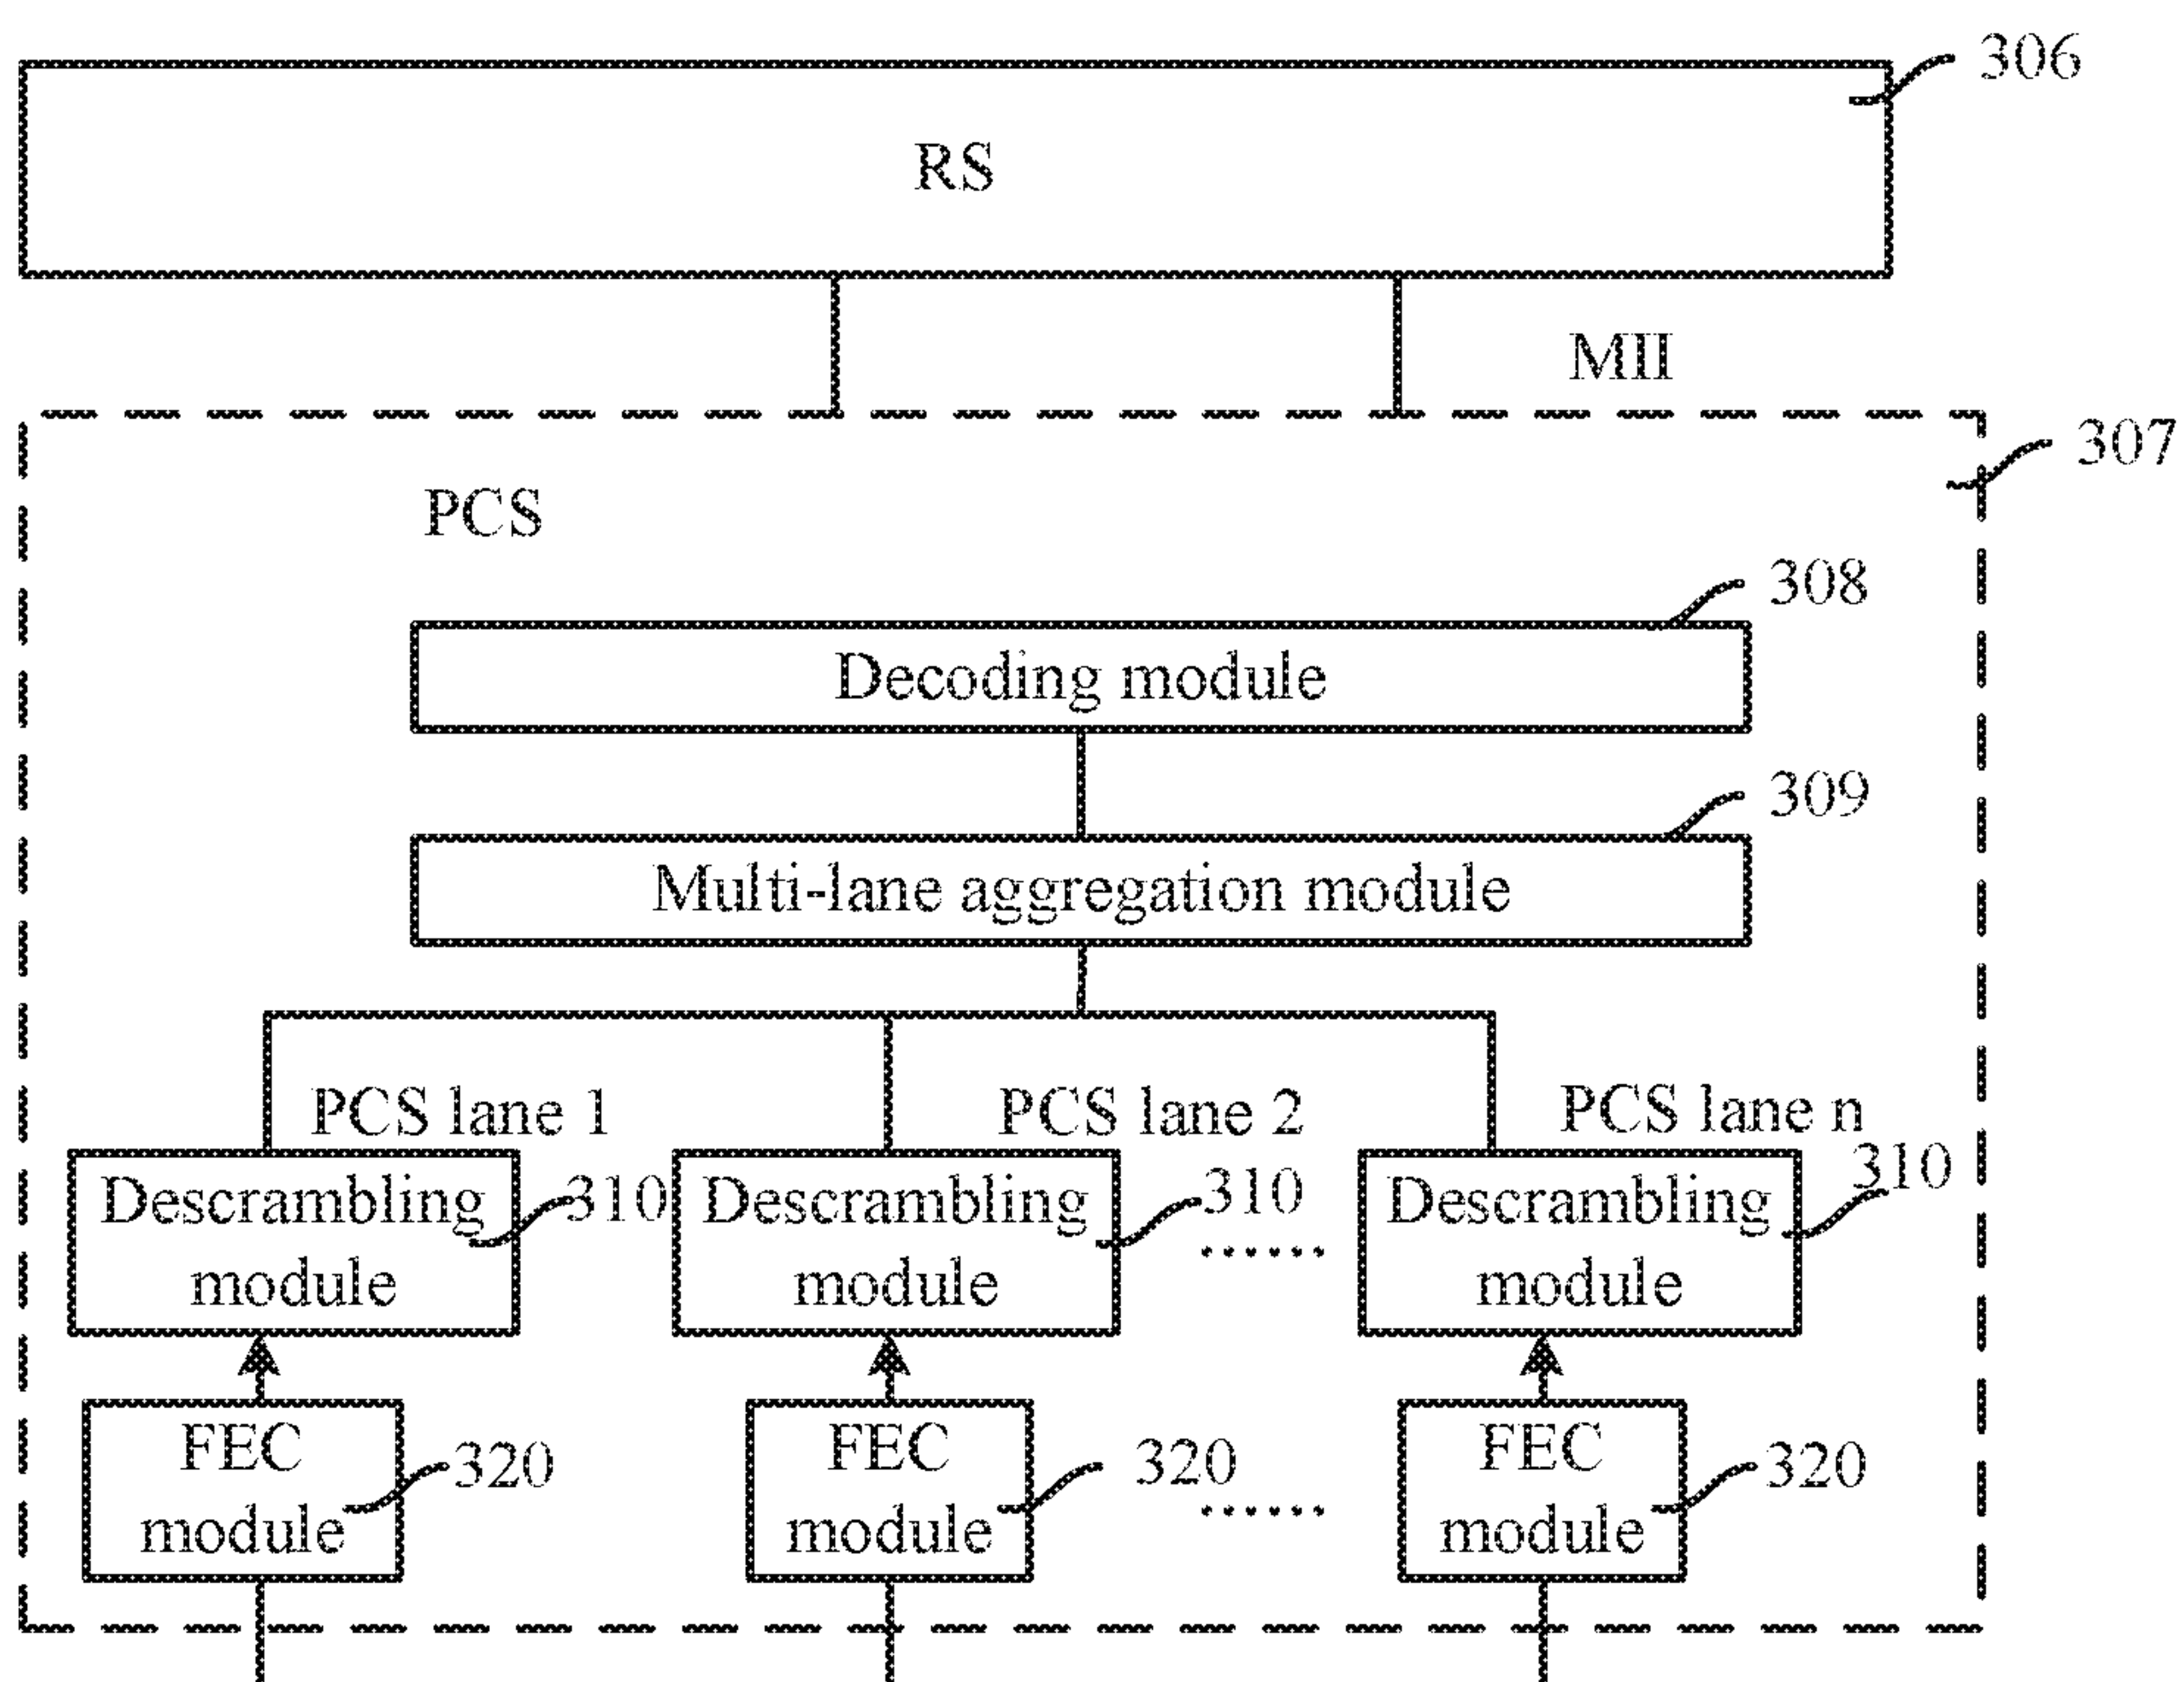 306
RS
MII
307
PCS
308
Decoding module
309
Multi-lane aggregation module
PCS lane 1
PCS lane 2
PCS lane n
Descrambling
module
310
Descrambling
module
310
......
Descrambling
module
310
FEC
module
320
FEC
module
320
......
FEC
module
320